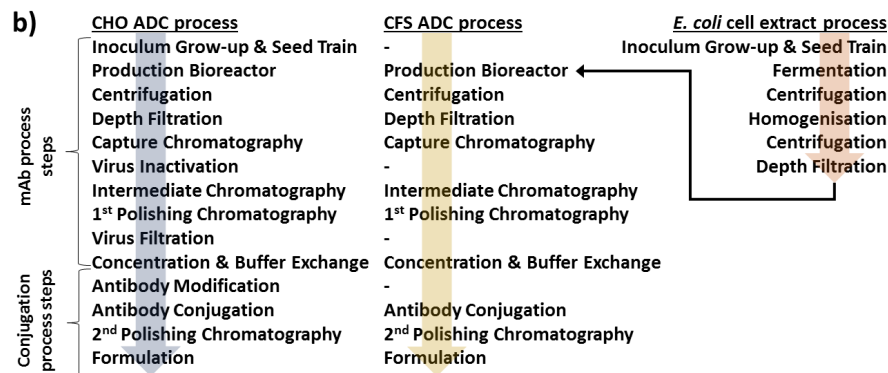 b)
CHO ADC process
CFS ADC process
E. coli cell extract process
Inoculum Grow-up & Seed Train
-
Inoculum Grow-up & Seed Train
Production Bioreactor
Production Bioreactor
Fermentation
Centrifugation
Centrifugation
Centrifugation
Depth Filtration
Depth Filtration
Homogenisation
Capture Chromatography
Capture Chromatography
Centrifugation
Virus Inactivation
-
Depth Filtration
Intermediate Chromatography
Intermediate Chromatography
1st Polishing Chromatography
1st Polishing Chromatography
Virus Filtration
-
Concentration & Buffer Exchange
Concentration & Buffer Exchange
Antibody Modification
-
Antibody Conjugation
Antibody Conjugation
2nd Polishing Chromatography
2nd Polishing Chromatography
Formulation
Formulation
mAb process
steps
Conjugation
process steps